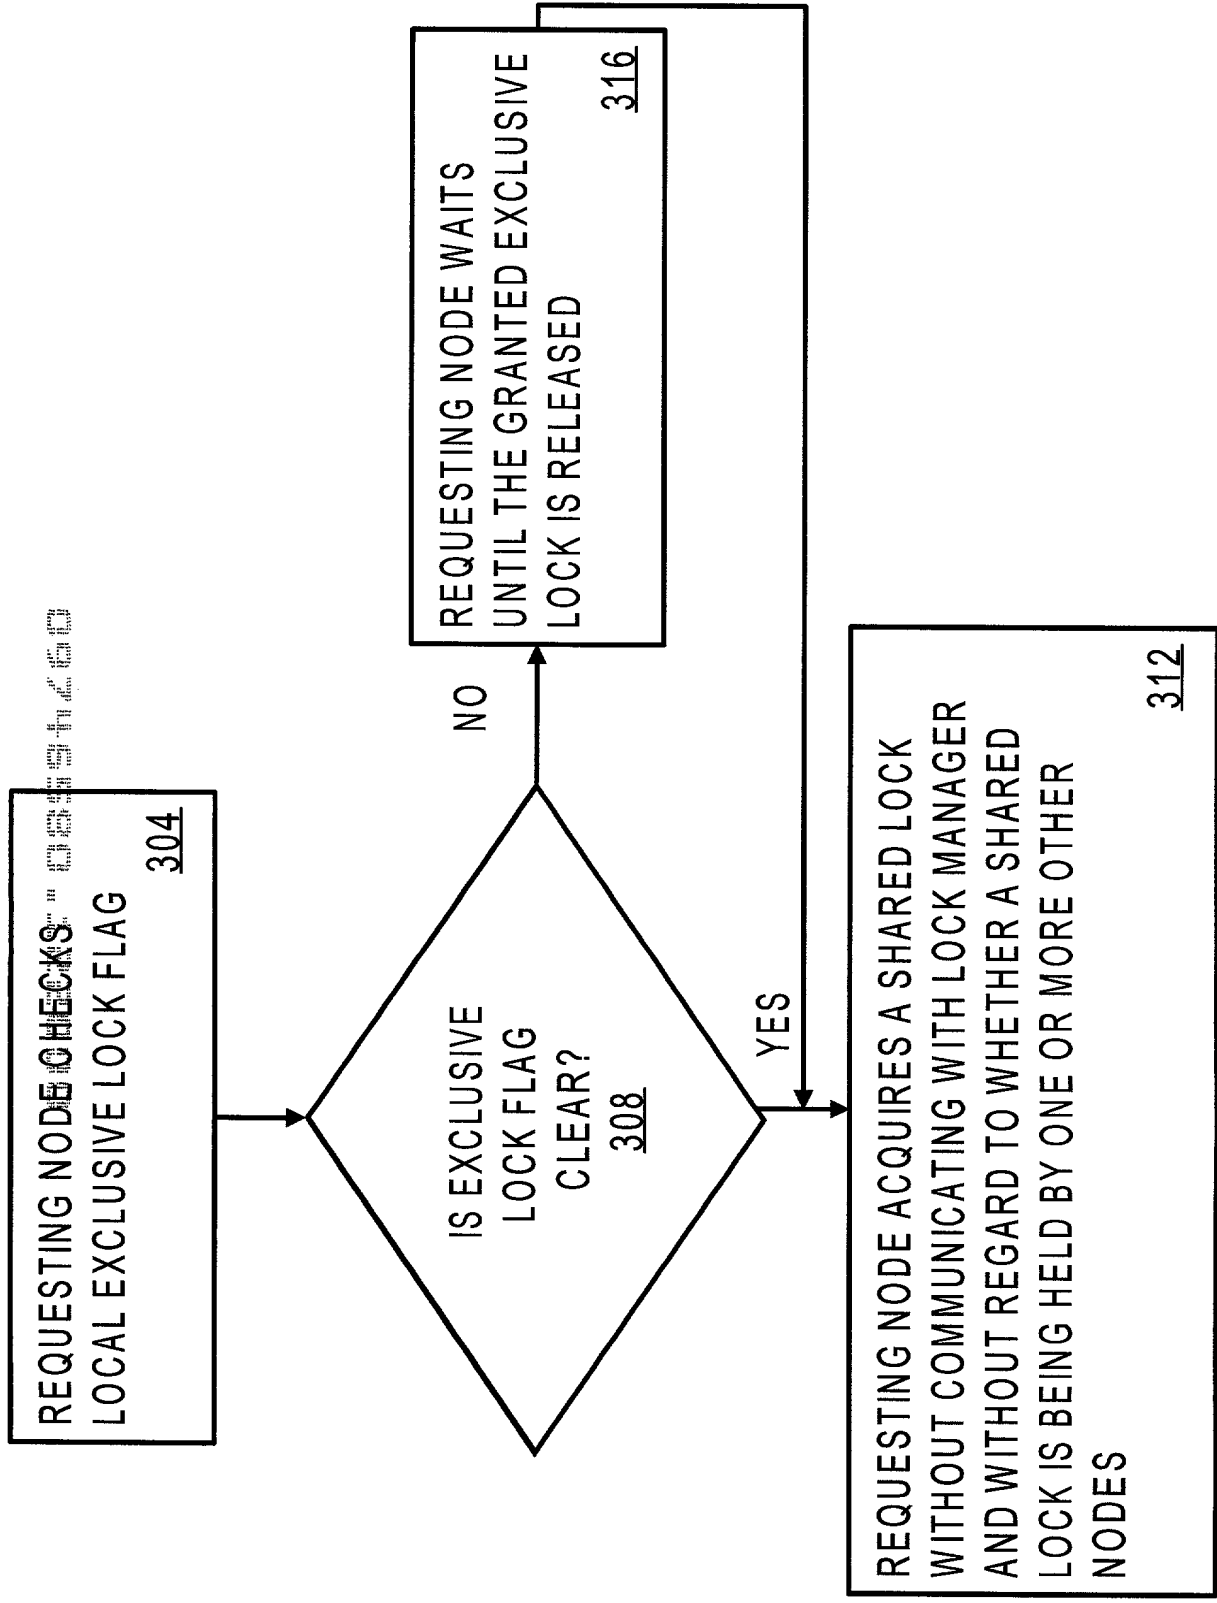 REQUESTING NODE CHECKS
LOCAL EXCLUSIVE LOCK FLAG
304
IS EXCLUSIVE
LOCK FLAG
CLEAR?
308
NO
REQUESTING NODE WAITS
UNTIL THE GRANTED EXCLUSIVE
LOCK IS RELEASED
316
YES
REQUESTING NODE ACQUIRES A SHARED LOCK
WITHOUT COMMUNICATING WITH LOCK MANAGER
AND WITHOUT REGARD TO WHETHER A SHARED
LOCK IS BEING HELD BY ONE OR MORE OTHER
NODES
312